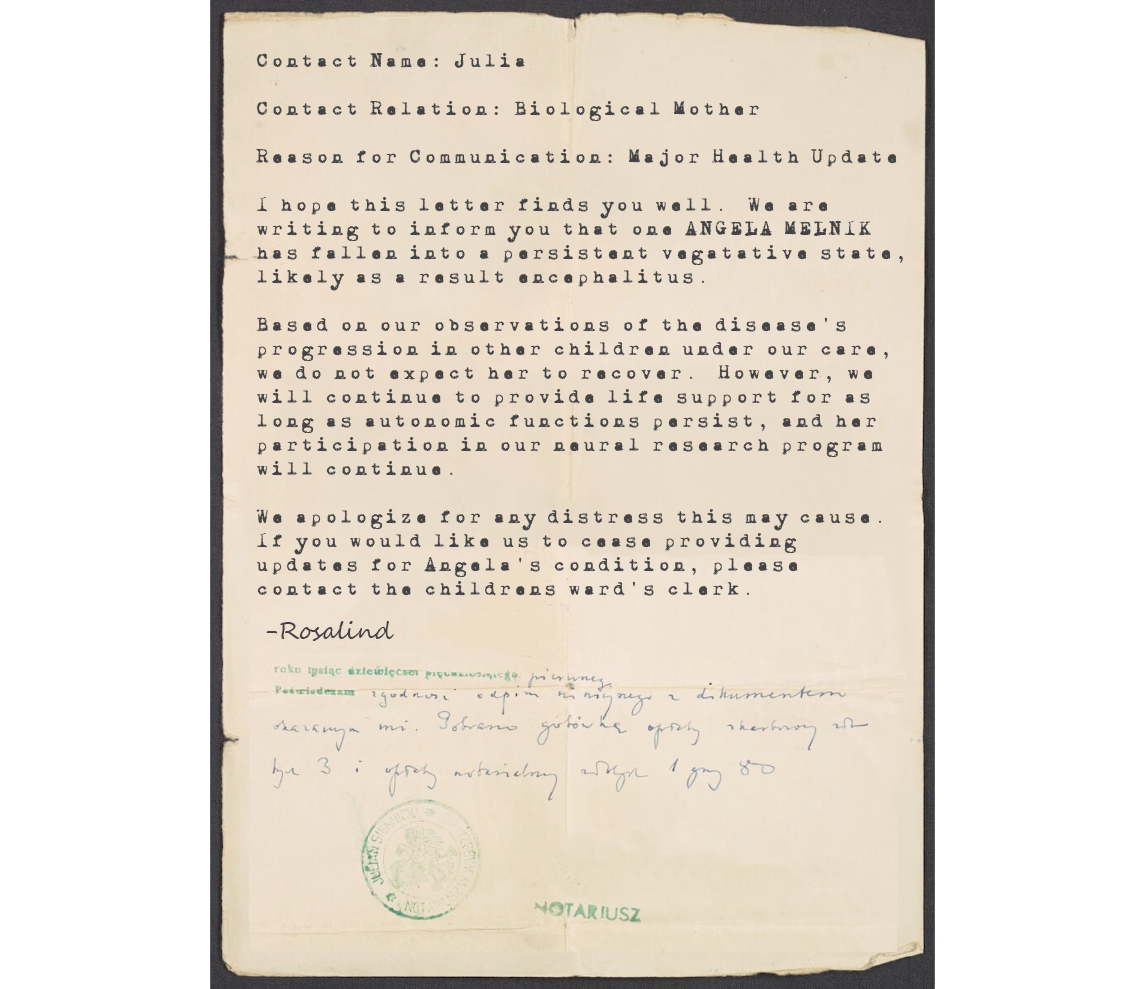 Contact Name: Julia
Contact Relation: Biological Mother
Reason for Communication: Major Health Update
I hope this letter finds you well. We are
writing to inform you that one ANGELA MELNIK
has fallen into a persistent vegatative state,
likely as a result encephalitus.
Based on our observations of the disease's
progression in other children under our care,
we do not expect her to recover. However, we
will continue to provide life support for as
long as autonomic functions persist, and her
participation in our neural research program
will continue.
We apologize for any distress this may cause.
If you would like us to cease providing
updates for Angela's condition, please
contact the childrens ward's clerk.
-Rosalind
roku tysiąc dziewięćset pierwszego
Poświadczam zgodność odpisu niniejszego z dokumentem
okazanym mi. Pobrano gotówką opłaty skarbowej
3 i opłaty notarialnej 1 gr 80
JULIAN
NOTARIUSZ